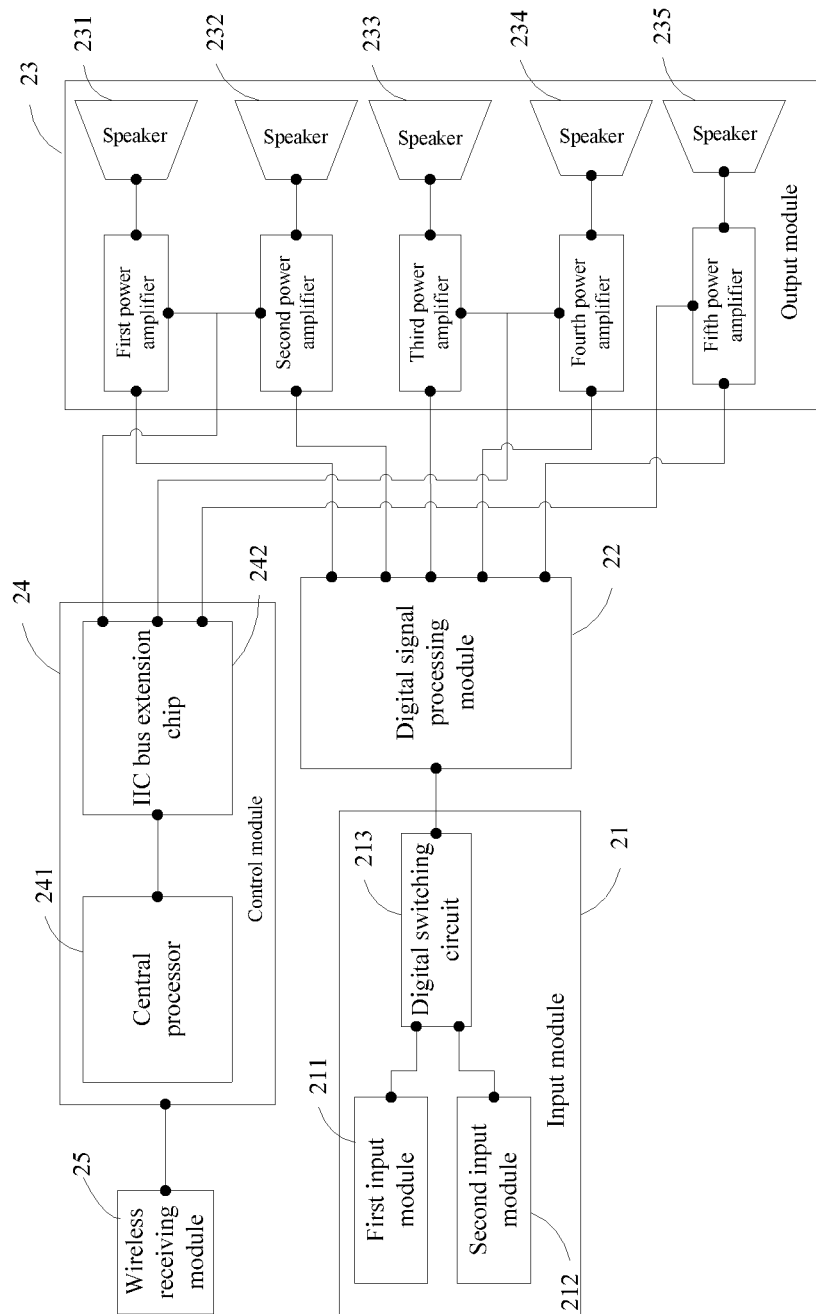 25
Wireless
receiving
module
24
241
Central
processor
242
IIC bus extension
chip
Control module
211
First input
module
212
Second input
module
213
Digital switching
circuit
21
Input module
22
Digital signal
processing
module
23
First power
amplifier
Second power
amplifier
Third power
amplifier
Fourth power
amplifier
Fifth power
amplifier
Output module
231
Speaker
232
Speaker
233
Speaker
234
Speaker
235
Speaker